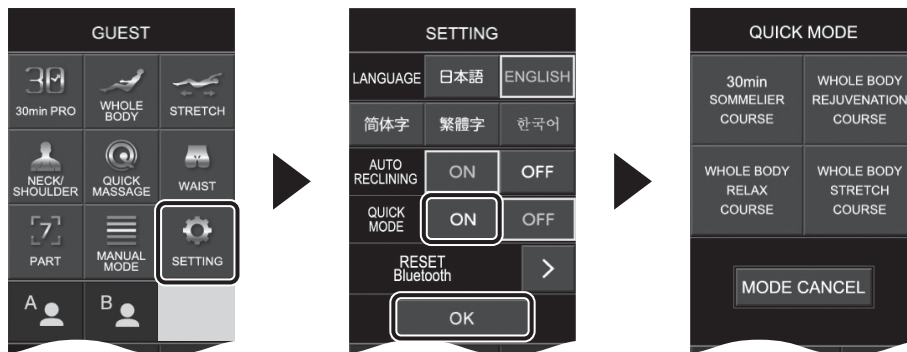 GUEST
30
30min PRO
WHOLE
BODY
STRETCH
NECK/
SHOULDER
QUICK
MASSAGE
WAIST
7
PART
MANUAL
MODE
SETTING
A
B
SETTING
LANGUAGE
日本語
ENGLISH
简体字
繁體字
한국어
AUTO
RECLINING
ON
OFF
QUICK
MODE
ON
OFF
RESET
Bluetooth
>
OK
QUICK MODE
30min
SOMMELIER
COURSE
WHOLE BODY
REJUVENATION
COURSE
WHOLE BODY
RELAX
COURSE
WHOLE BODY
STRETCH
COURSE
MODE CANCEL